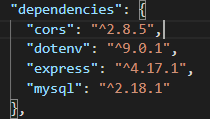 "dependencies": {
"cors": "^2.8.5",
"dotenv": "^9.0.1",
"express": "^4.17.1",
"mysql": "^2.18.1"
},